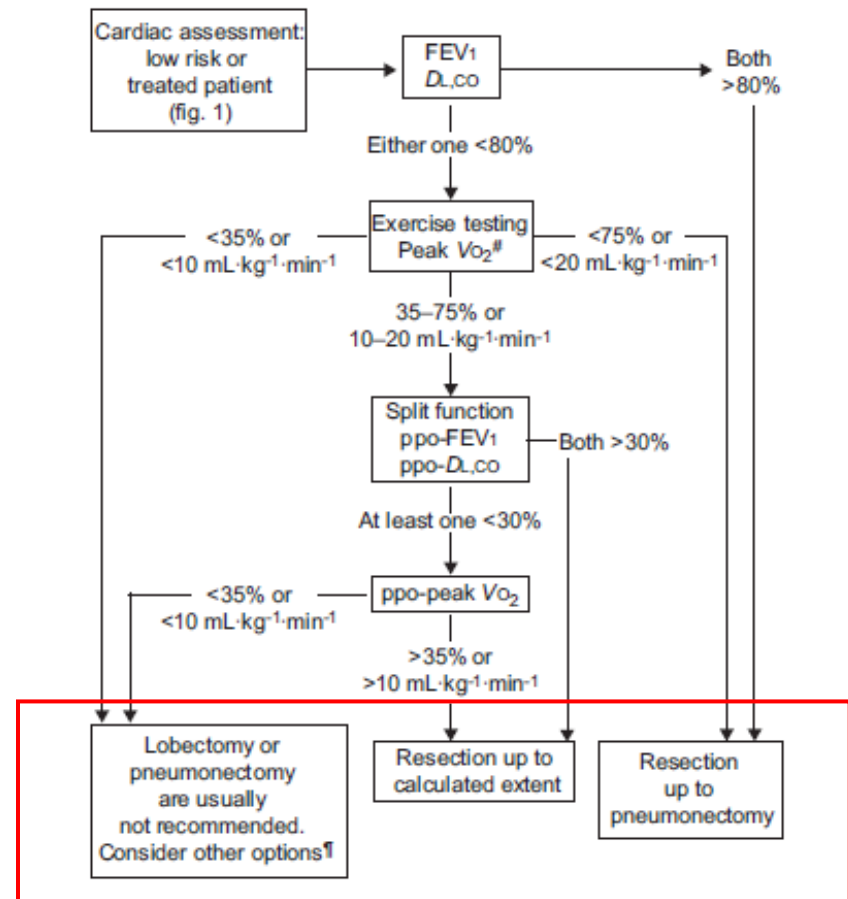 Cardiac assessment:
low risk or
treated patient
(fig. 1)
FEV1
DL,CO
Both
>80%
Either one <80%
Exercise testing
Peak VO2#
<35% or
<10 mL·kg-1·min-1
<75% or
<20 mL·kg-1·min-1
35–75% or
10–20 mL·kg-1·min-1
Split function
ppo-FEV1
ppo-DL,CO
Both >30%
At least one <30%
ppo-peak VO2
<35% or
<10 mL·kg-1·min-1
>35% or
>10 mL·kg-1·min-1
Lobectomy or
pneumonectomy
are usually
not recommended.
Consider other options¶
Resection up to
calculated extent
Resection
up to
pneumonectomy